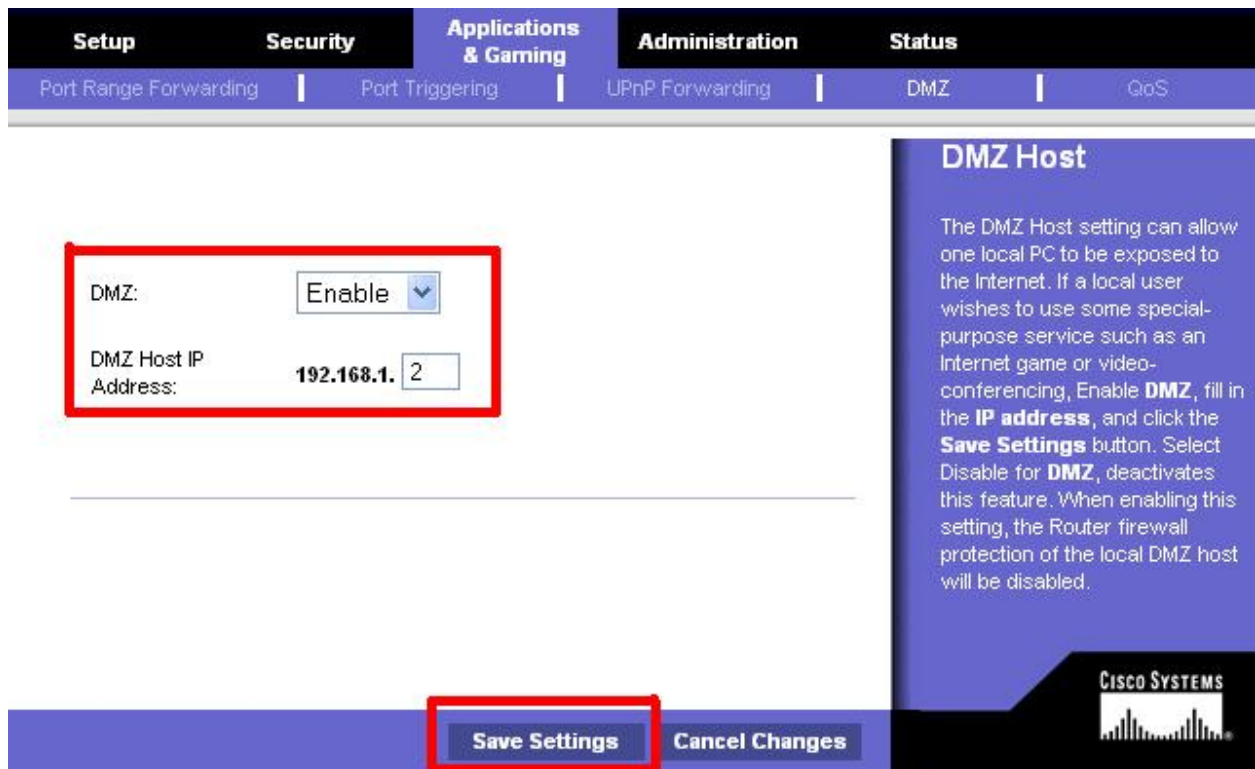 Setup Security Applications & Gaming Administration Status
Port Range Forwarding Port Triggering UPnP Forwarding DMZ QoS
DMZ: Enable
DMZ Host IP
Address: 192.168.1. 2
DMZ Host
The DMZ Host setting can allow
one local PC to be exposed to
the Internet. If a local user
wishes to use some special-
purpose service such as an
Internet game or video-
conferencing, Enable DMZ, fill in
the IP address, and click the
Save Settings button. Select
Disable for DMZ, deactivates
this feature. When enabling this
setting, the Router firewall
protection of the local DMZ host
will be disabled.
Save Settings Cancel Changes
CISCO SYSTEMS